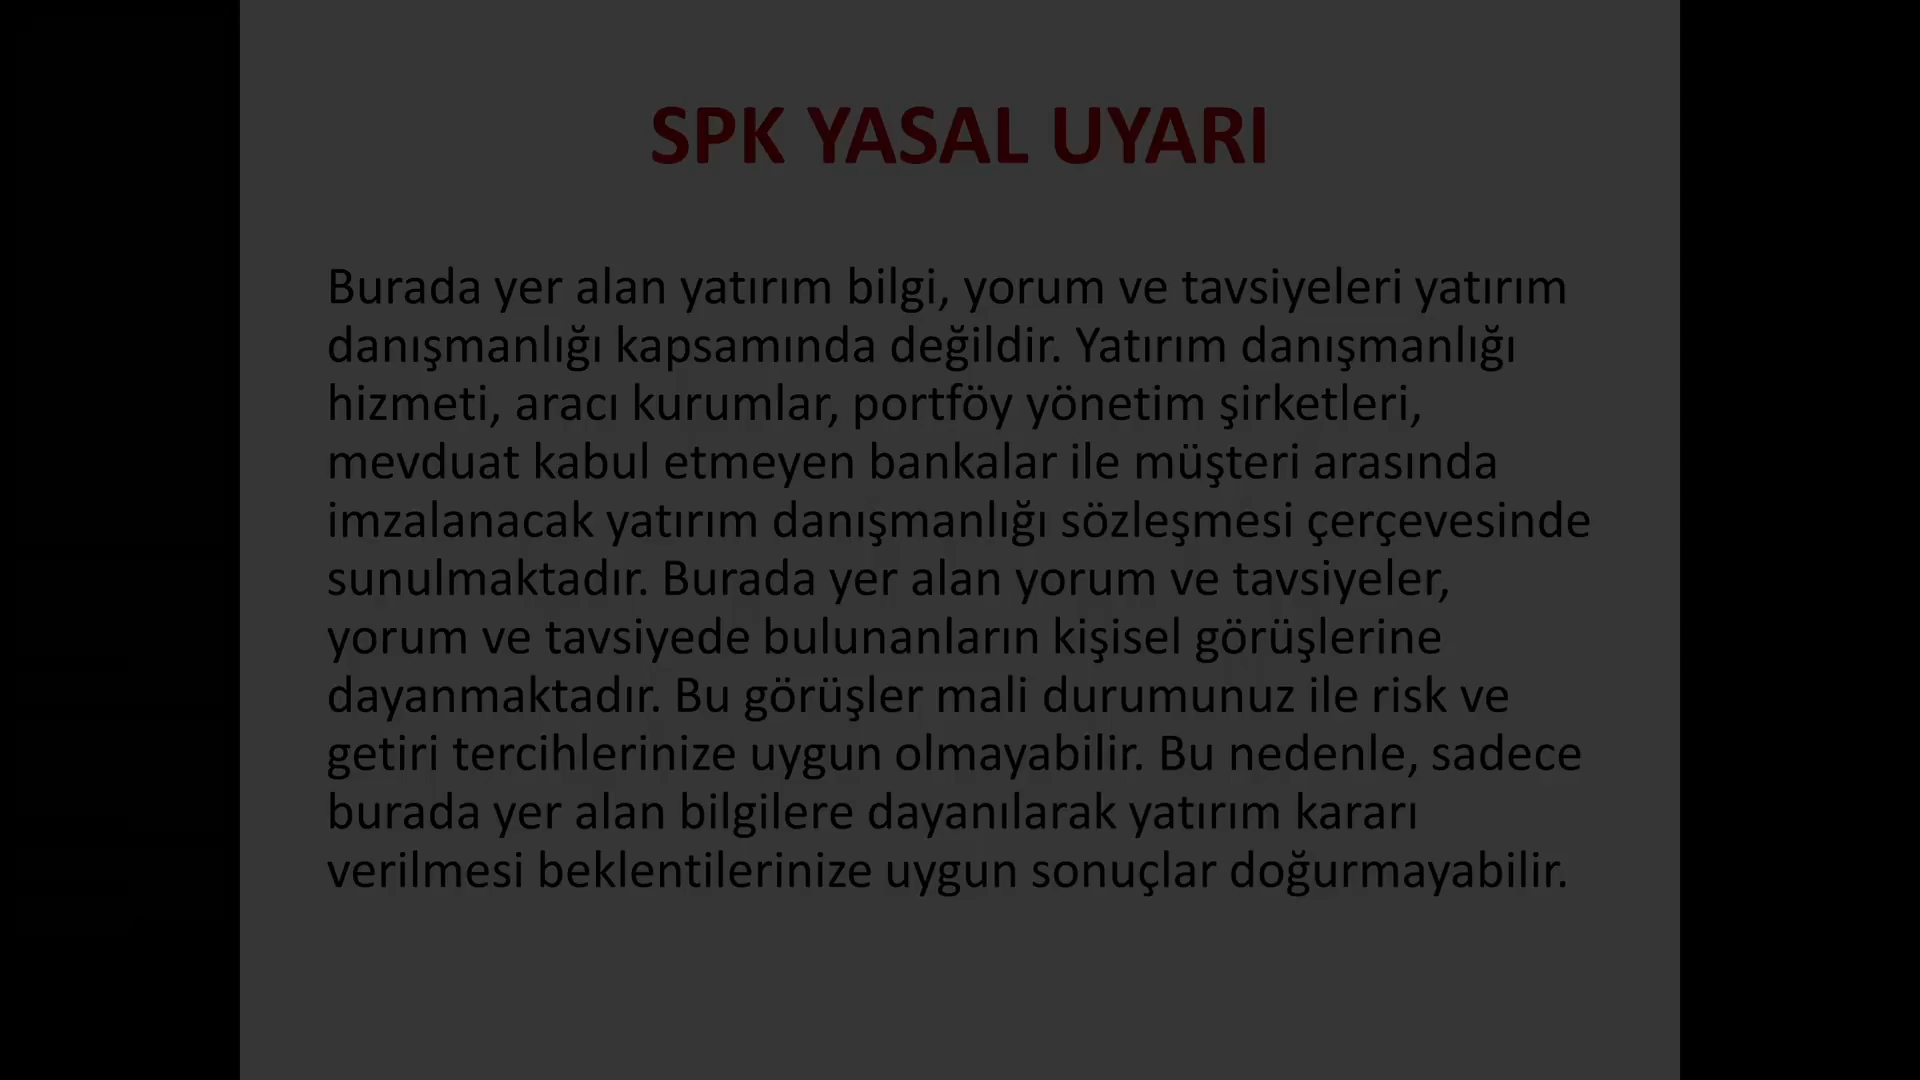 SPK YASAL UYARI
Burada yer alan yatırım bilgi, yorum ve tavsiyeleri yatırım
danışmanlığı kapsamında değildir. Yatırım danışmanlığı
hizmeti, aracı kurumlar, portföy yönetim şirketleri,
mevduat kabul etmeyen bankalar ile müşteri arasında
imzalanacak yatırım danışmanlığı sözleşmesi çerçevesinde
sunulmaktadır. Burada yer alan yorum ve tavsiyeler,
yorum ve tavsiyede bulunanların kişisel görüşlerine
dayanmaktadır. Bu görüşler mali durumunuz ile risk ve
getiri tercihlerinize uygun olmayabilir. Bu nedenle, sadece
burada yer alan bilgilere dayanılarak yatırım kararı
verilmesi beklentilerinize uygun sonuçlar doğurmayabilir.